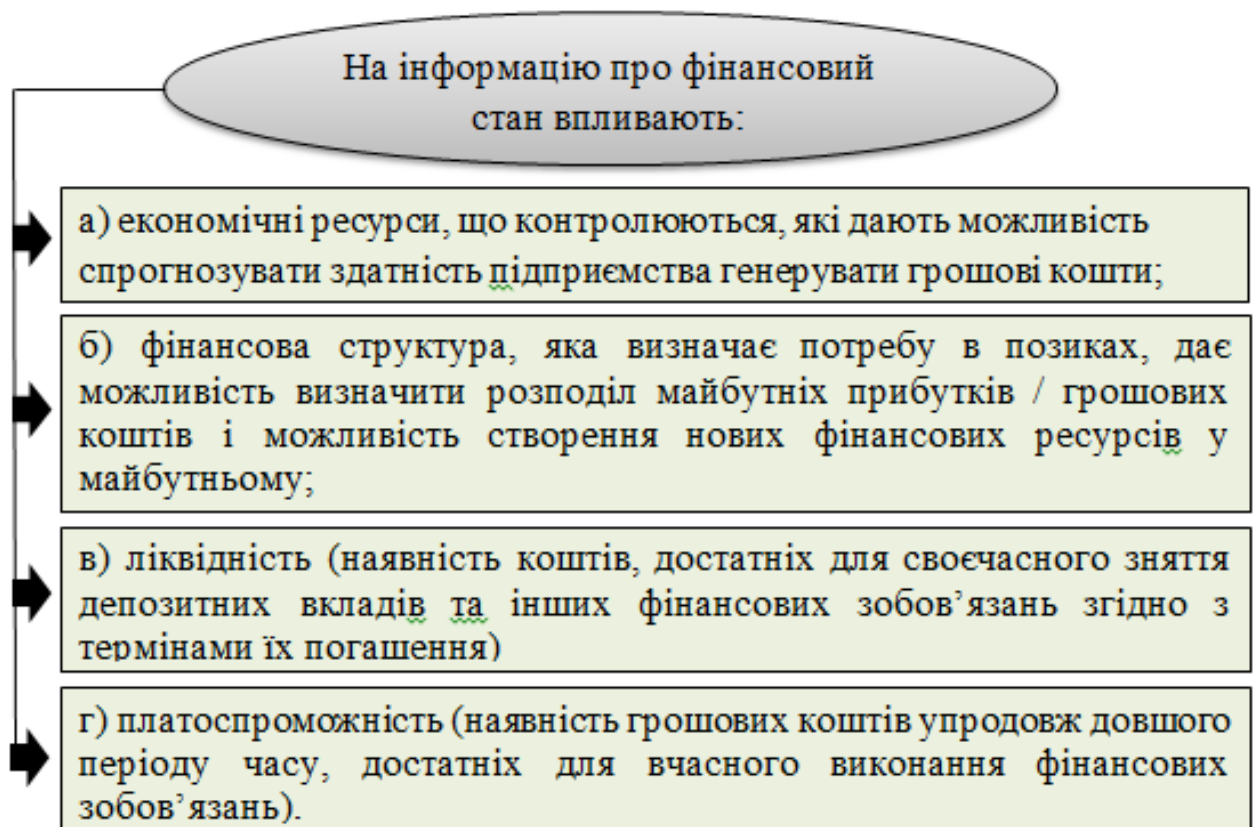 На інформацію про фінансовий
стан впливають:
а) економічні ресурси, що контролюються, які дають можливість
спрогнозувати здатність підприємства генерувати грошові кошти;
б) фінансова структура, яка визначає потребу в позиках, дає
можливість визначити розподіл майбутніх прибутків / грошових
коштів і можливість створення нових фінансових ресурсів у
майбутньому;
в) ліквідність (наявність коштів, достатніх для своєчасного зняття
депозитних вкладів та інших фінансових зобов’язань згідно з
термінами їх погашення)
г) платоспроможність (наявність грошових коштів упродовж довшого
періоду часу, достатніх для вчасного виконання фінансових
зобов’язань).